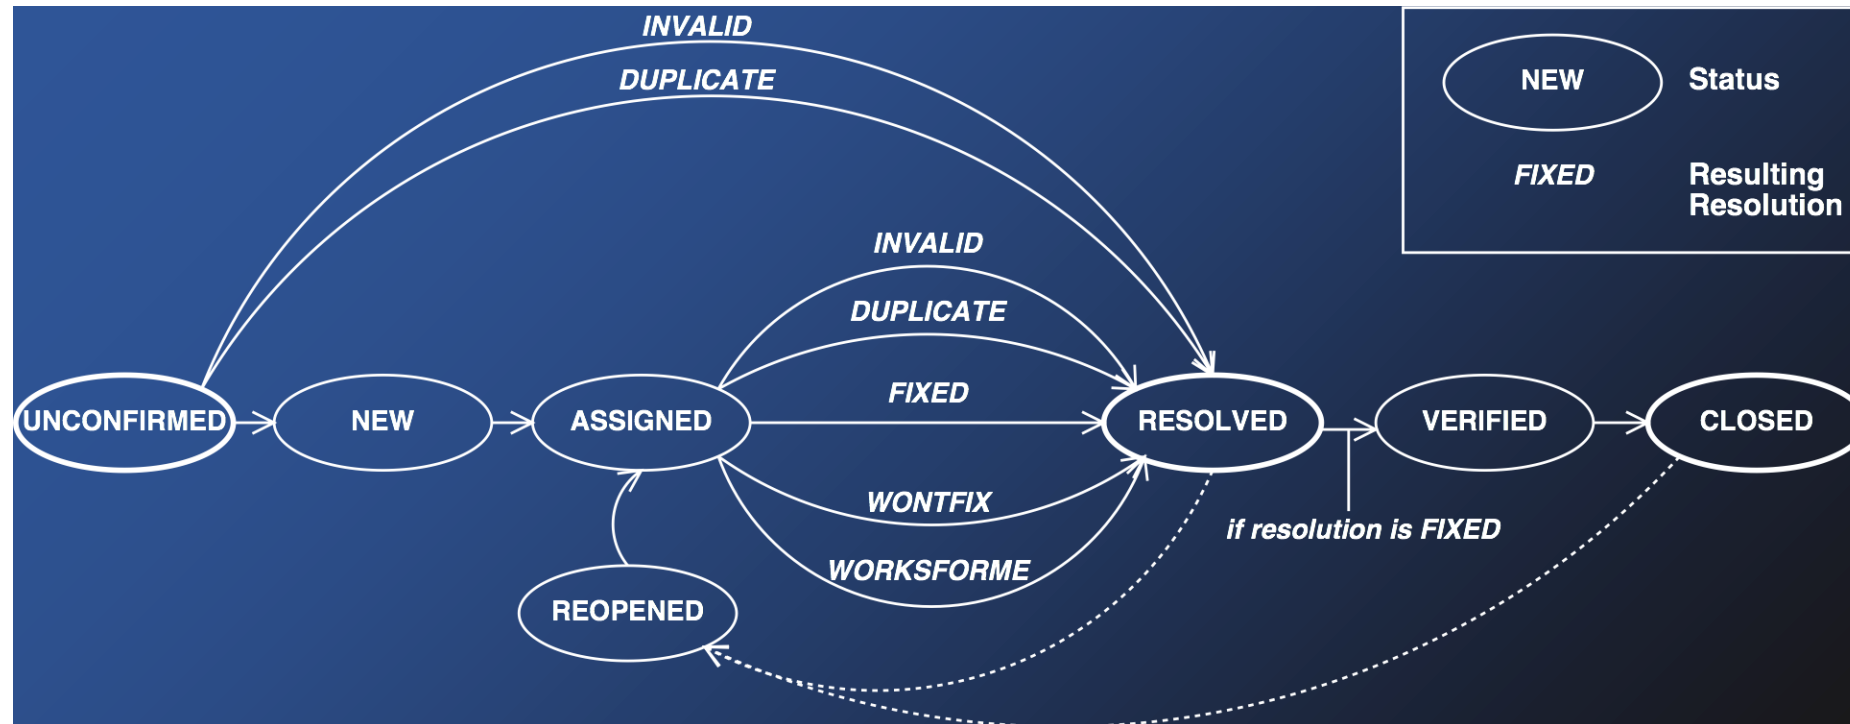 INVALID
DUPLICATE
NEW
Status
FIXED
Resulting
Resolution
INVALID
DUPLICATE
FIXED
UNCONFIRMED
NEW
ASSIGNED
RESOLVED
VERIFIED
CLOSED
WONTFIX
if resolution is FIXED
WORKSFORME
REOPENED